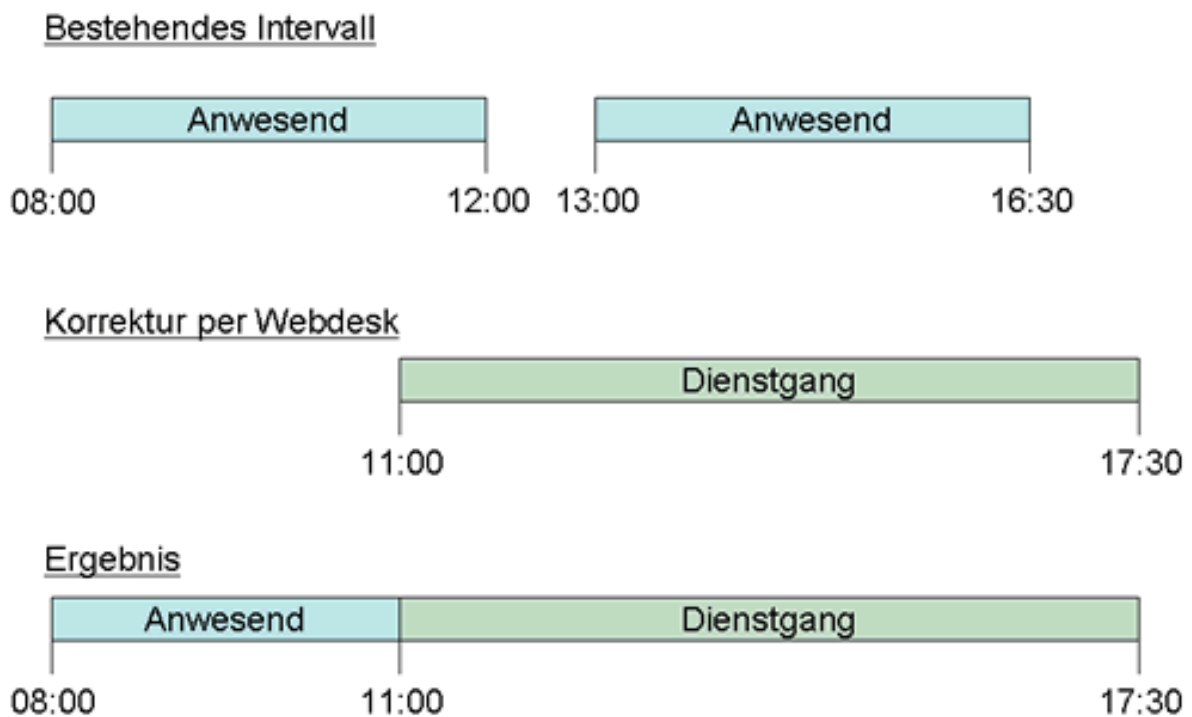 Bestehendes Intervall
Anwesend Anwesend
08:00 12:00 13:00 16:30
Korrektur per Webdesk
Dienstgang
11:00 17:30
Ergebnis
Anwesend Dienstgang
08:00 11:00 17:30